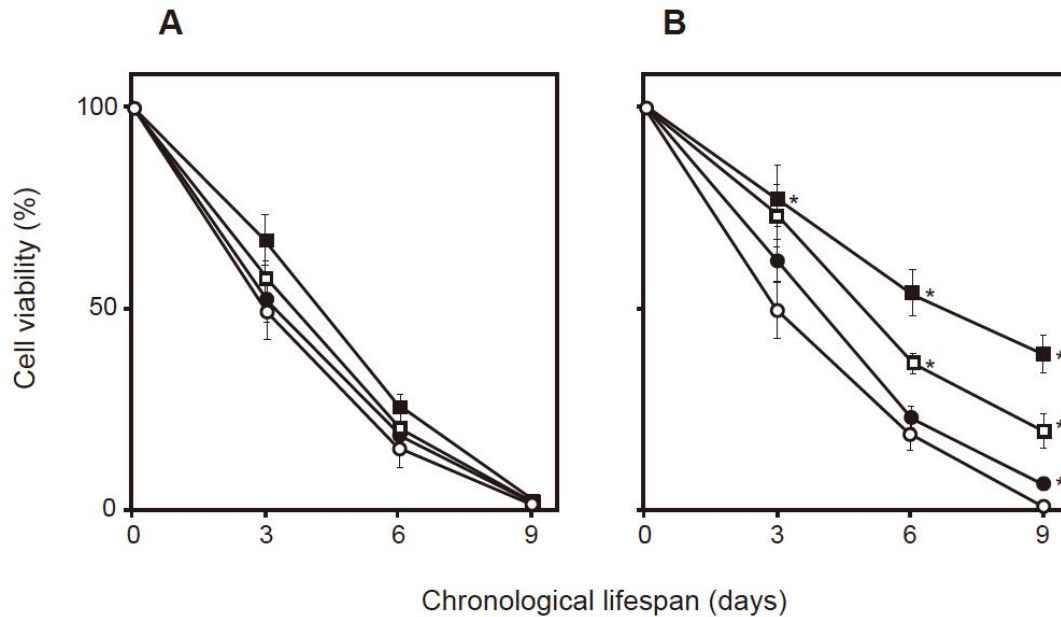 A
B
100
50
0
Cell viability (%)
0 3 6 9
0 3 6 9
* * *
* *
*
Chronological lifespan (days)